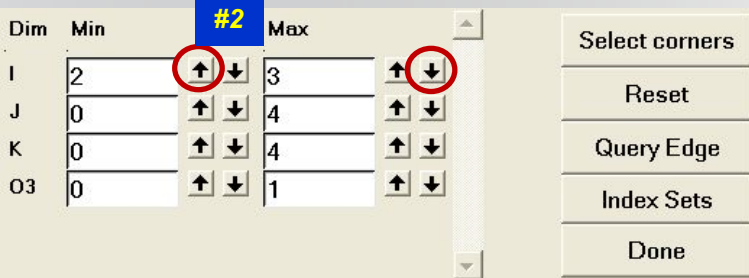 #2
Dim Min Max
I 2 3
J 0 4
K 0 4
O3 0 1
Select corners
Reset
Query Edge
Index Sets
Done